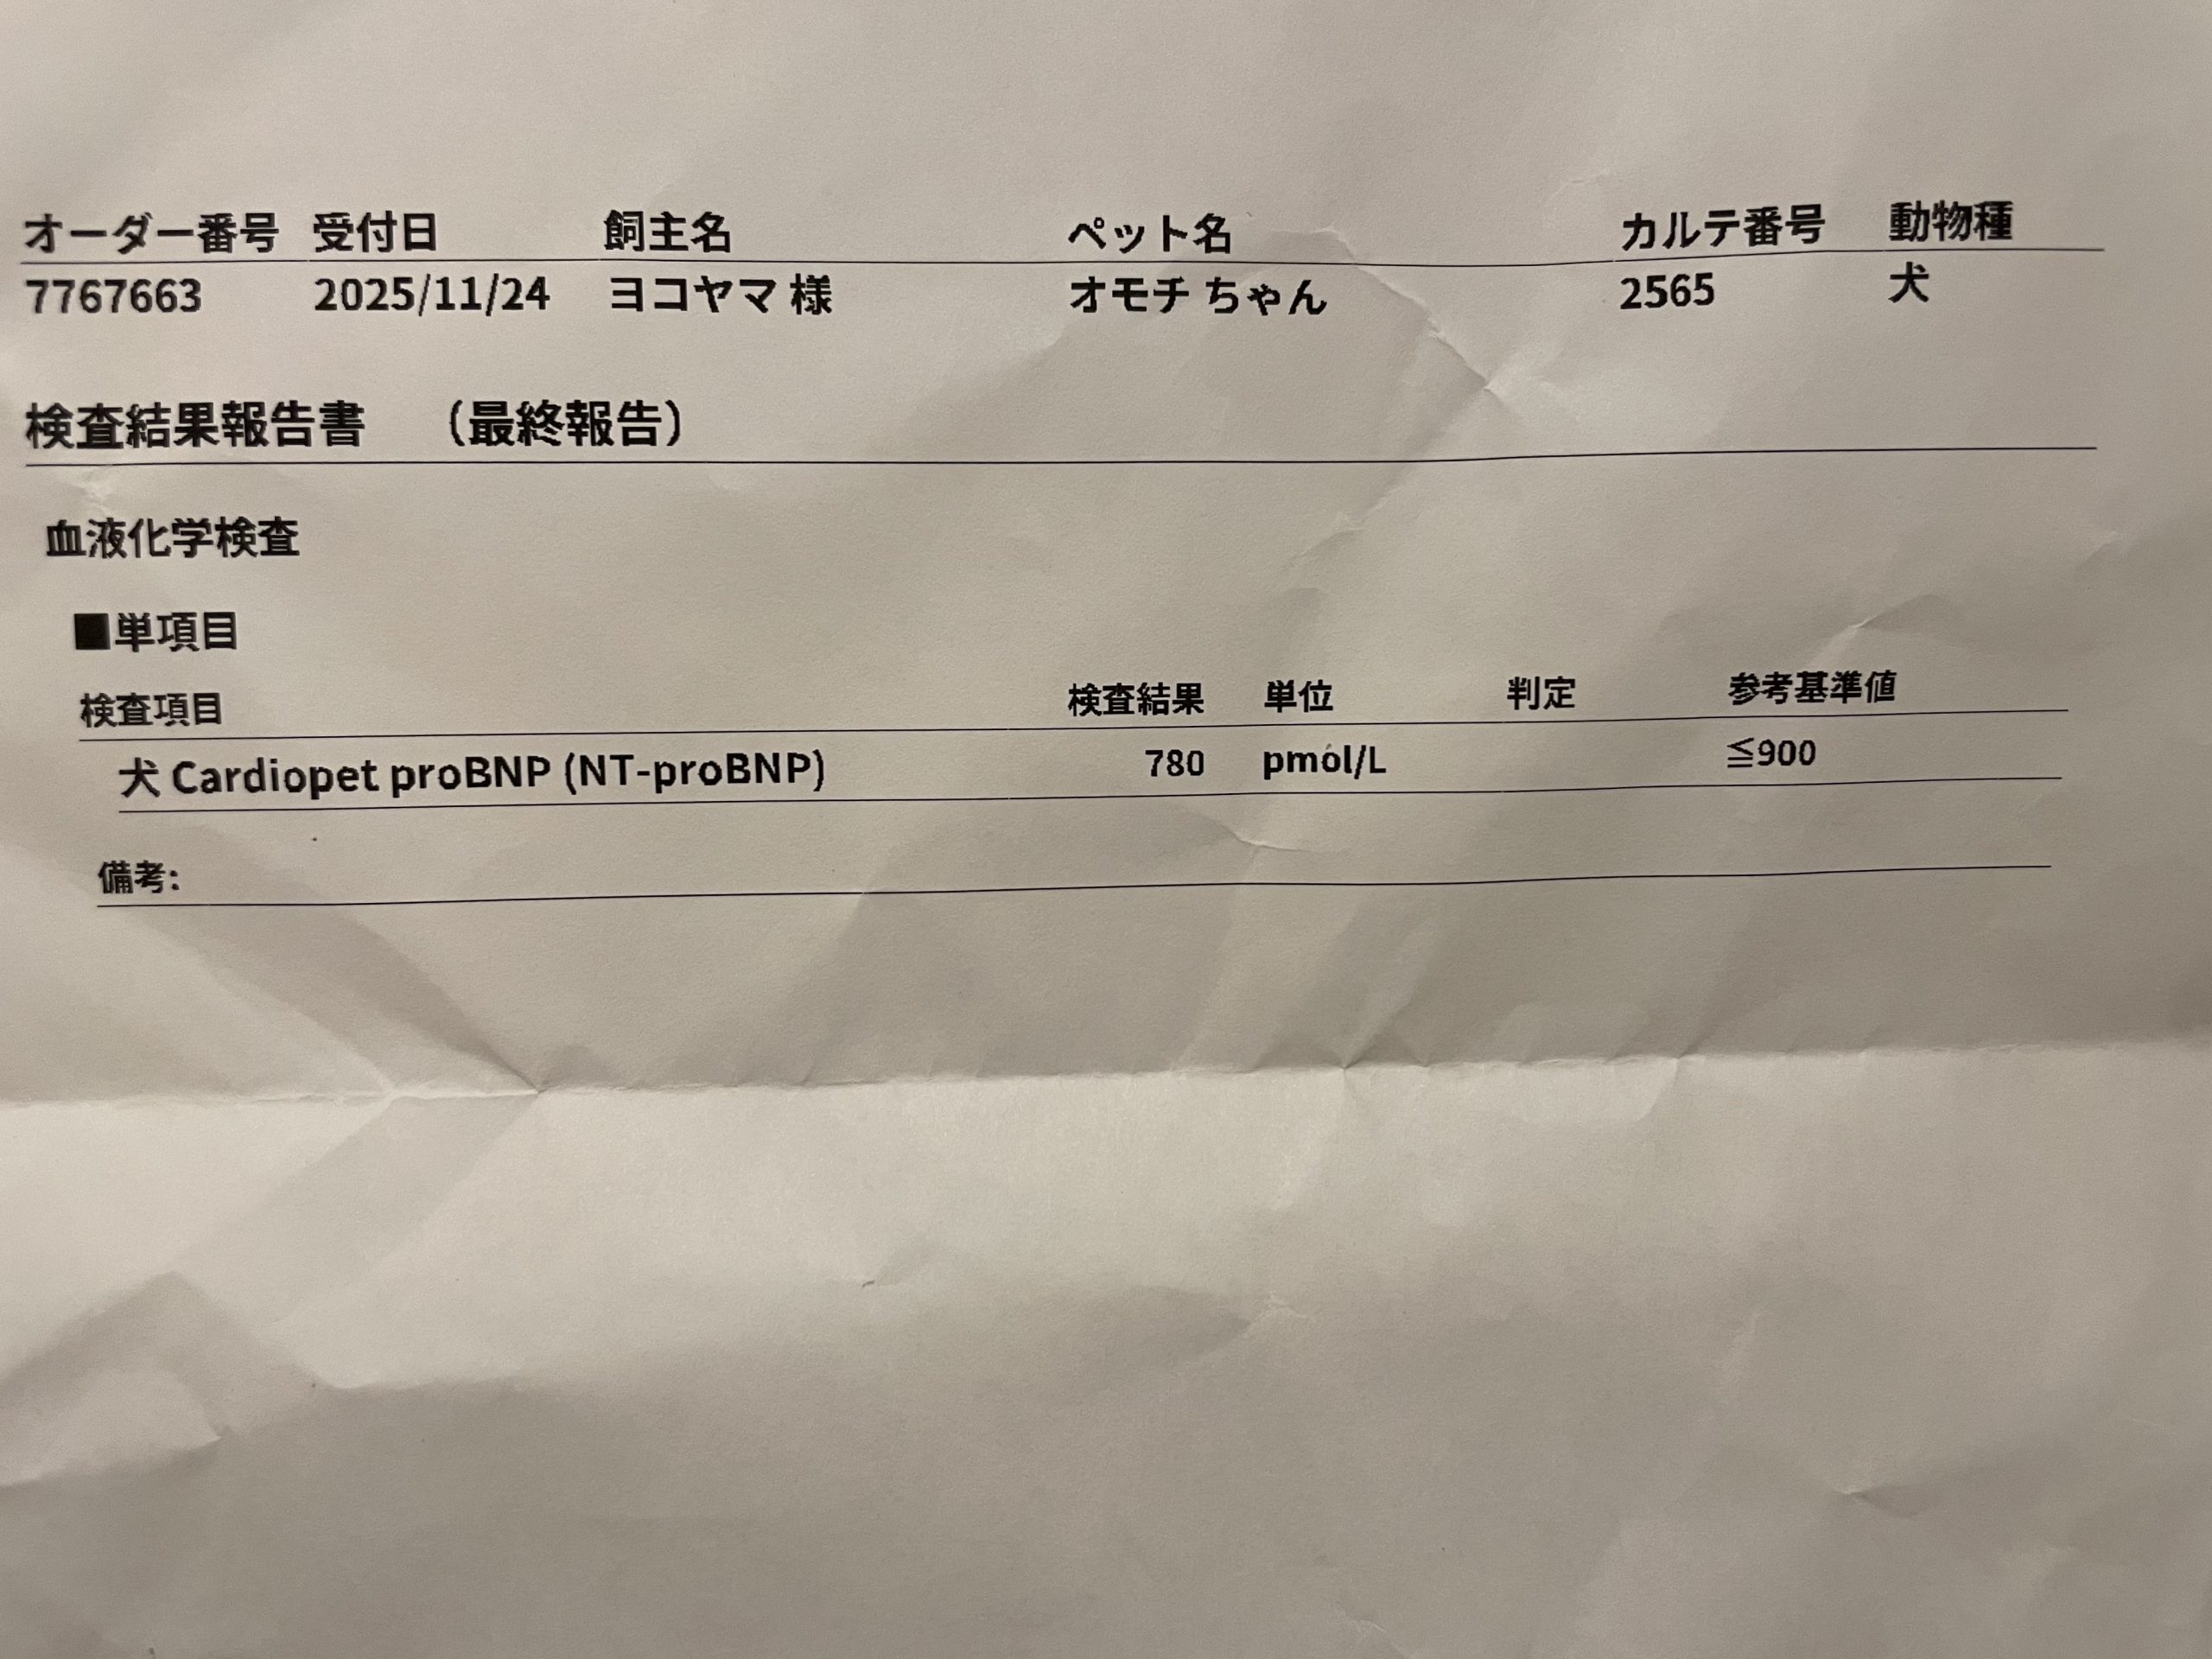 オーダー番号 受付日 飼主名 ペット名 カルテ番号 動物種
7767663 2025/11/24 ヨコヤマ 様 オモチ ちゃん 2565 犬
検査結果報告書 （最終報告）
血液化学検査
■単項目
検査項目 検査結果 単位 判定 参考基準値
犬 Cardiopet proBNP (NT-proBNP) 780 pmol/L ≦900
備考: